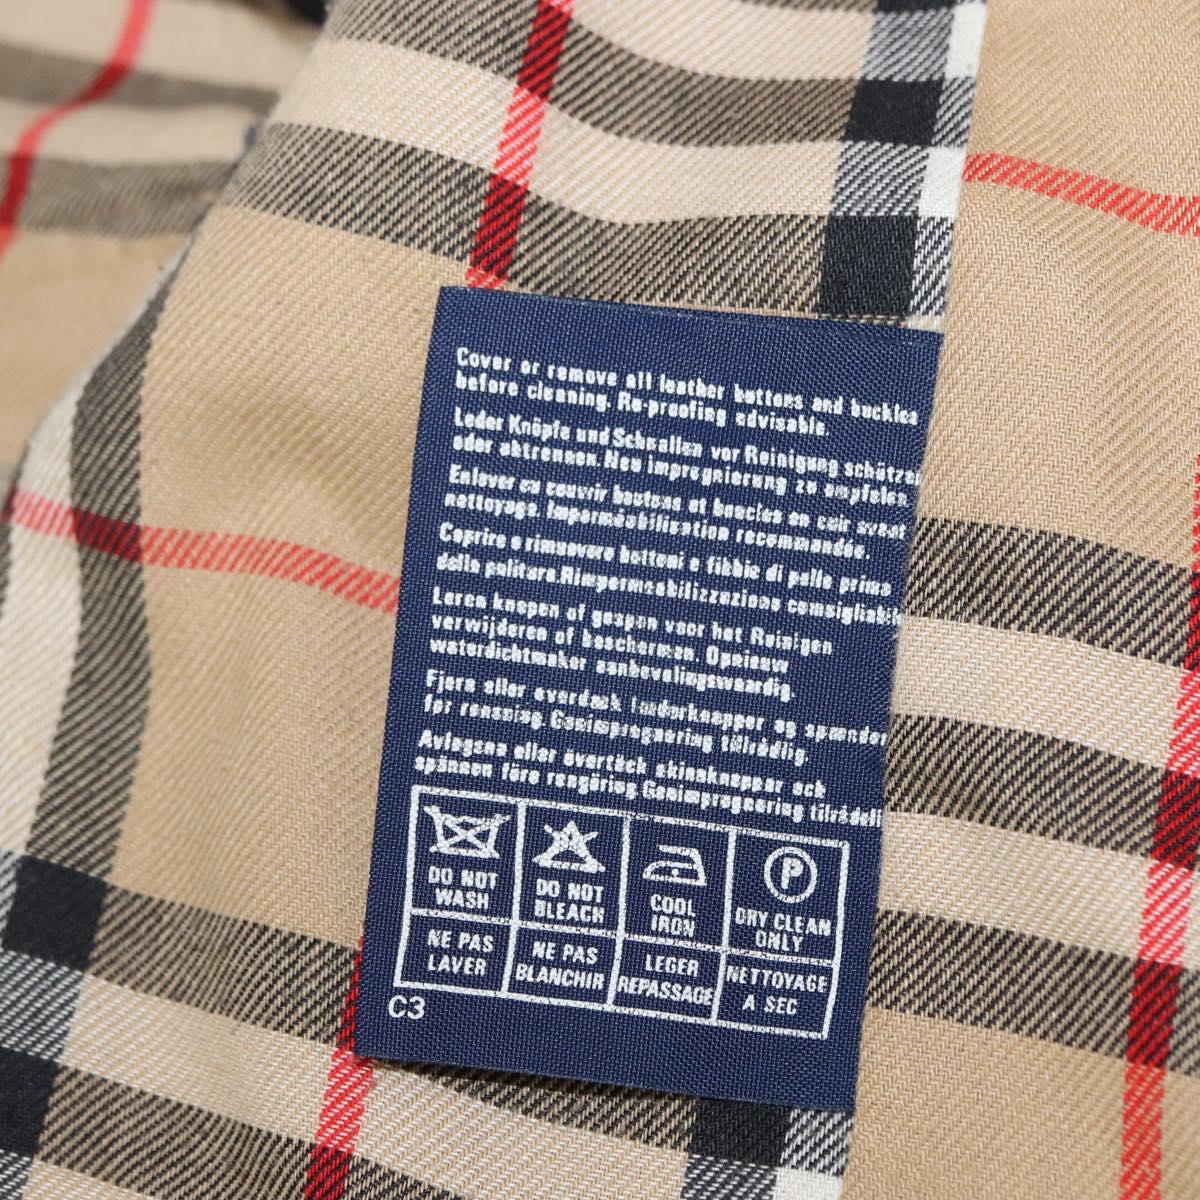 Cover or remove all leather buttons and buckles
before cleaning. Re-proofing advisable.
Leder Knöpfe und Schnallen vor Reinigung schützen
oder abtrennen. Neu imprägnierung zu empfelen.
Enlever ou couvrir boutons et boucles en cuir avant
nettoyage. Imperméabilisation recommandée.
Coprire o rimuovere bottoni e fibbie di pelle prima
della pulitura. Rimpermeabilizzazione consigliabile
Leren knopen of gespen voor het Reinigen
verwijderen of beschermen. Opnieuw
waterdichtmaker aanbevelingswaardig.
Fjern eller overdæk læderknapper og spænder
før rensning. Genimprægnering tilrådlig.
Avlägsna eller övertäck skinnknappar och
spännen före rengöring. Genimprognering tilrådeli
DO NOT
WASH
DO NOT
BLEACH
COOL
IRON
P
DRY CLEAN
ONLY
NE PAS
LAVER
NE PAS
BLANCHIR
LEGER
REPASSAGE
NETTOYAGE
A SEC
C3